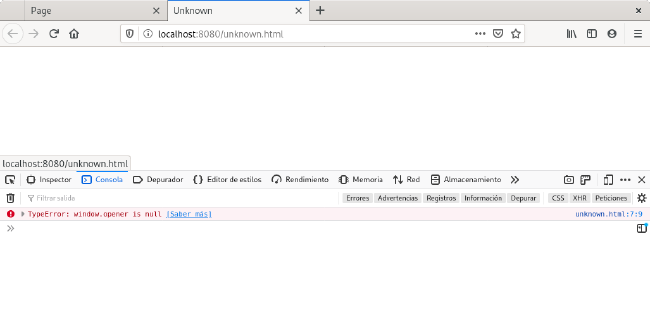 Page Unknown
localhost:8080/unknown.html
localhost:8080/unknown.html
Inspector Consola Depurador Editor de estilos Rendimiento Memoria Red Almacenamiento
Filtrar salida Errores Advertencias Registros Información Depurar CSS XHR Peticiones
TypeError: window.opener is null [Saber más] unknown.html:7:9